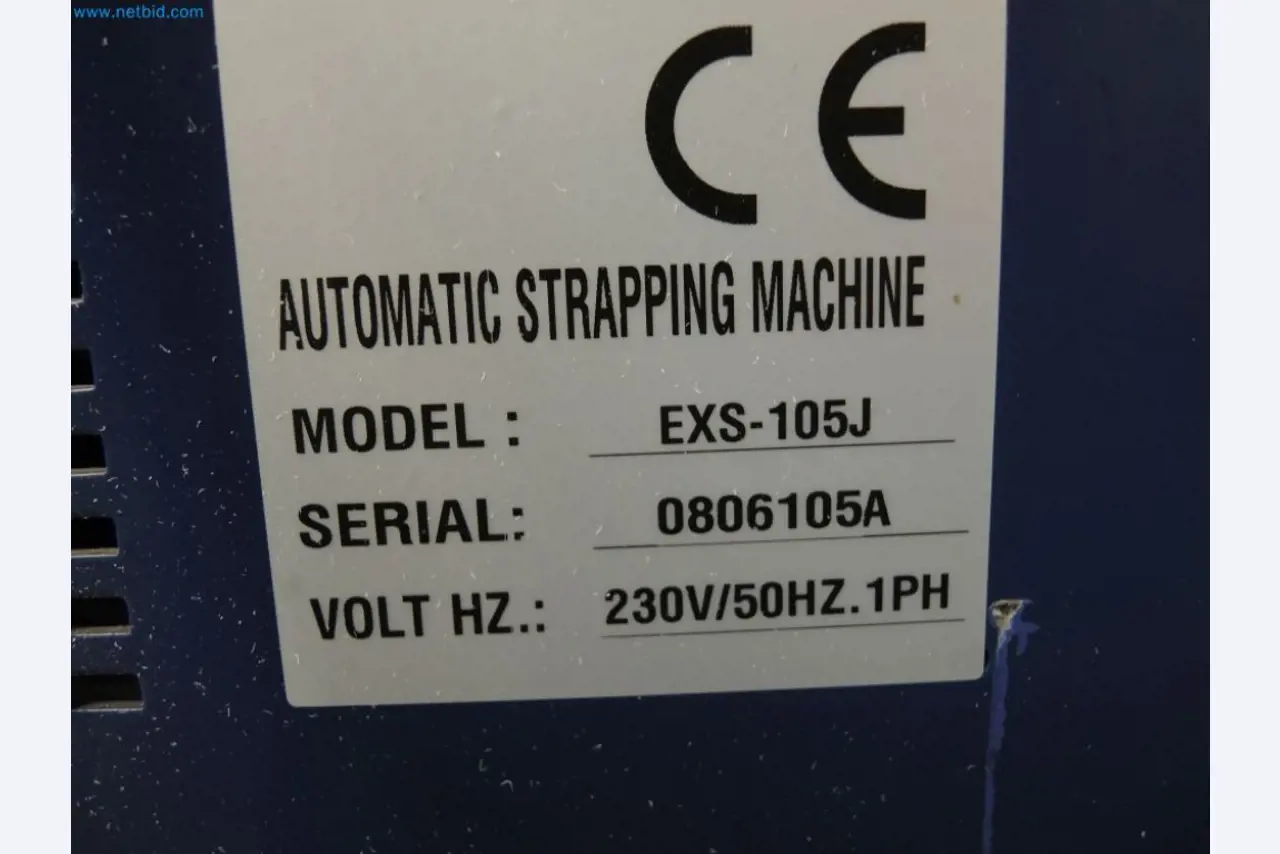 www.netbid.com
CE
AUTOMATIC STRAPPING MACHINE
MODEL : EXS-105J
SERIAL: 0806105A
VOLT HZ.: 230V/50HZ.1PH